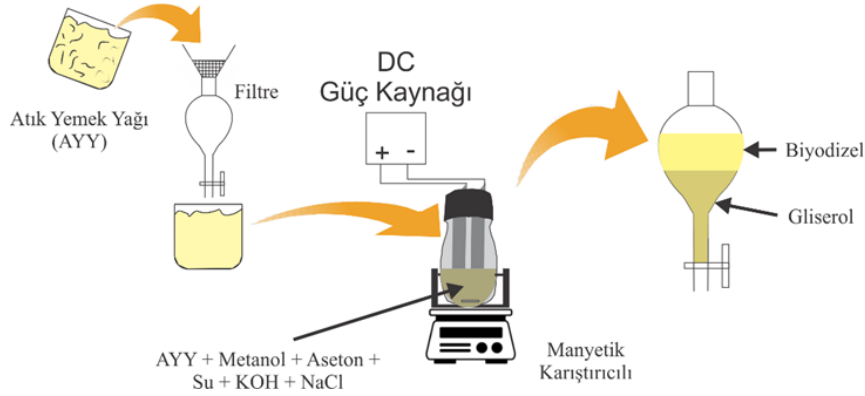 Atık Yemek Yağı
(AYY)
Filtre
DC
Güç Kaynağı
+ -
AYY + Metanol + Aseton +
Su + KOH + NaCl
Manyetik
Karıştırıcılı
Biyodizel
Gliserol